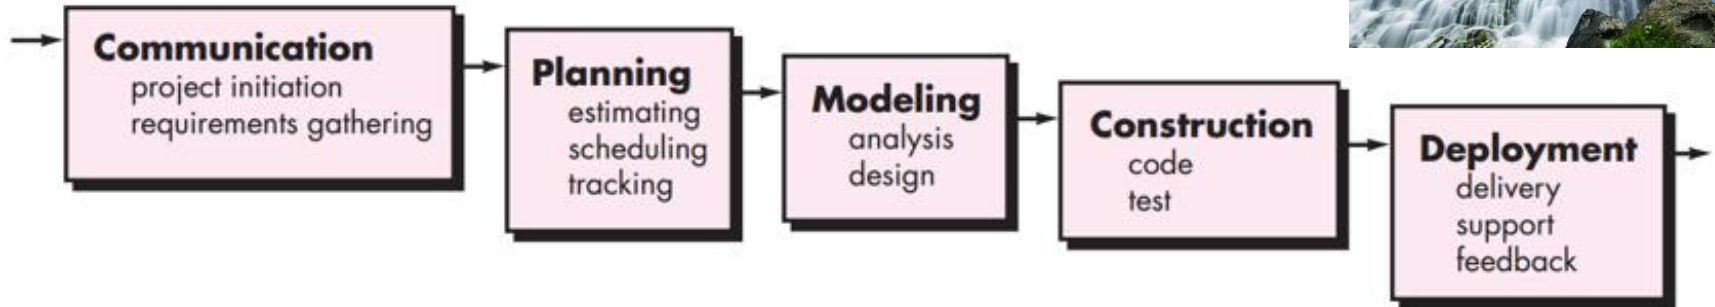 Communication
project initiation
requirements gathering
Planning
estimating
scheduling
tracking
Modeling
analysis
design
Construction
code
test
Deployment
delivery
support
feedback